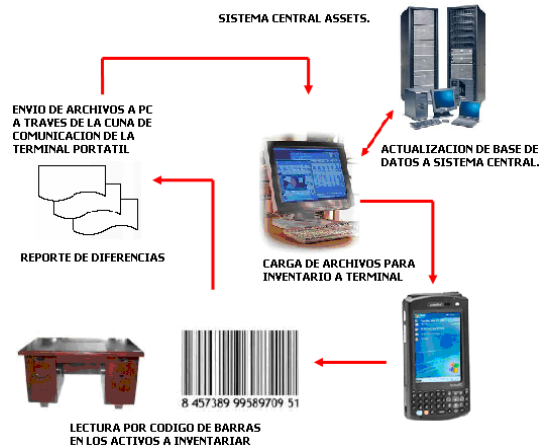 SISTEMA CENTRAL ASSETS.
ENVIO DE ARCHIVOS A PC
A TRAVES DE LA CUNA DE
COMUNICACION DE LA
TERMINAL PORTATIL
ACTUALIZACION DE BASE DE
DATOS A SISTEMA CENTRAL.
REPORTE DE DIFERENCIAS
CARGA DE ARCHIVOS PARA
INVENTARIO A TERMINAL
8 457389 99589709 51
LECTURA POR CODIGO DE BARRAS
EN LOS ACTIVOS A INVENTARIAR